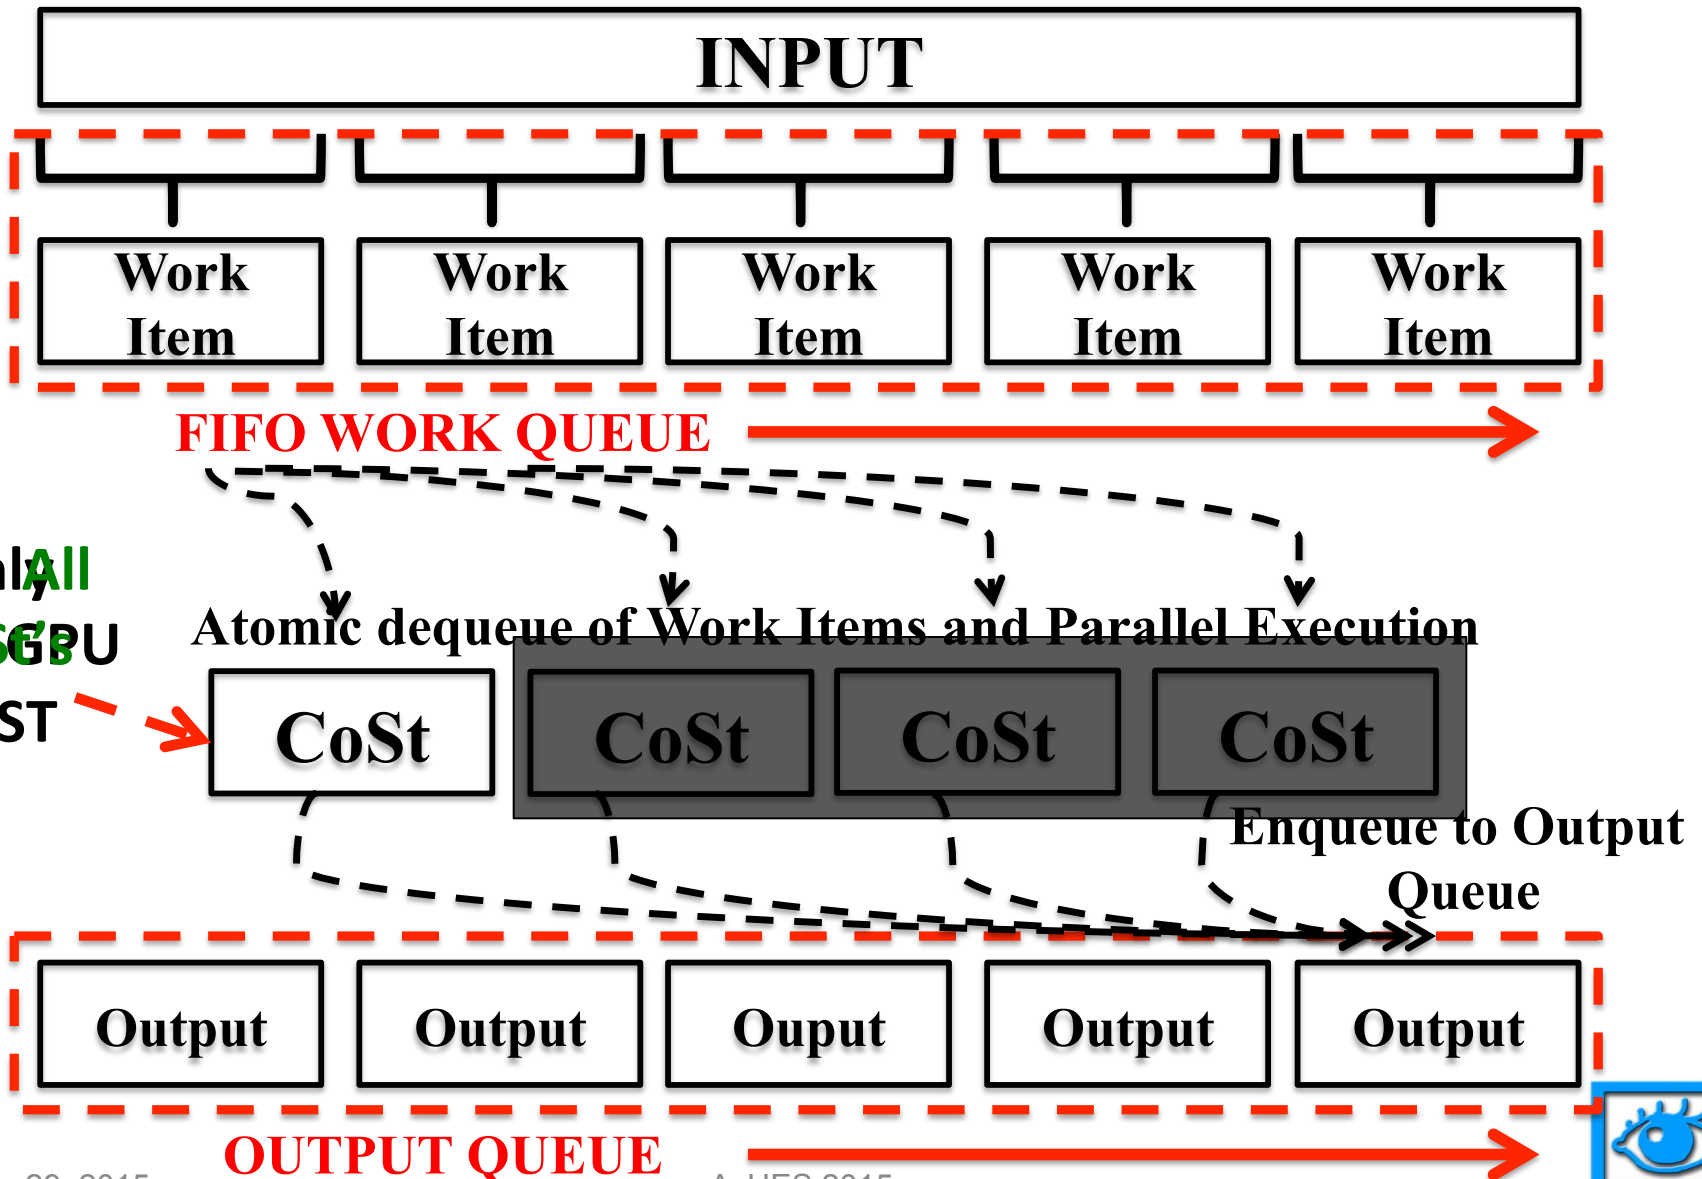 INPUT
Work Work Work Work Work
Item Item Item Item Item
FIFO WORK QUEUE
All
Atomic dequeue of Work Items and Parallel Execution
GPU
ST
CoSt CoSt CoSt CoSt
Enqueue to Output
Queue
Output Output Ouput Output Output
OUTPUT QUEUE